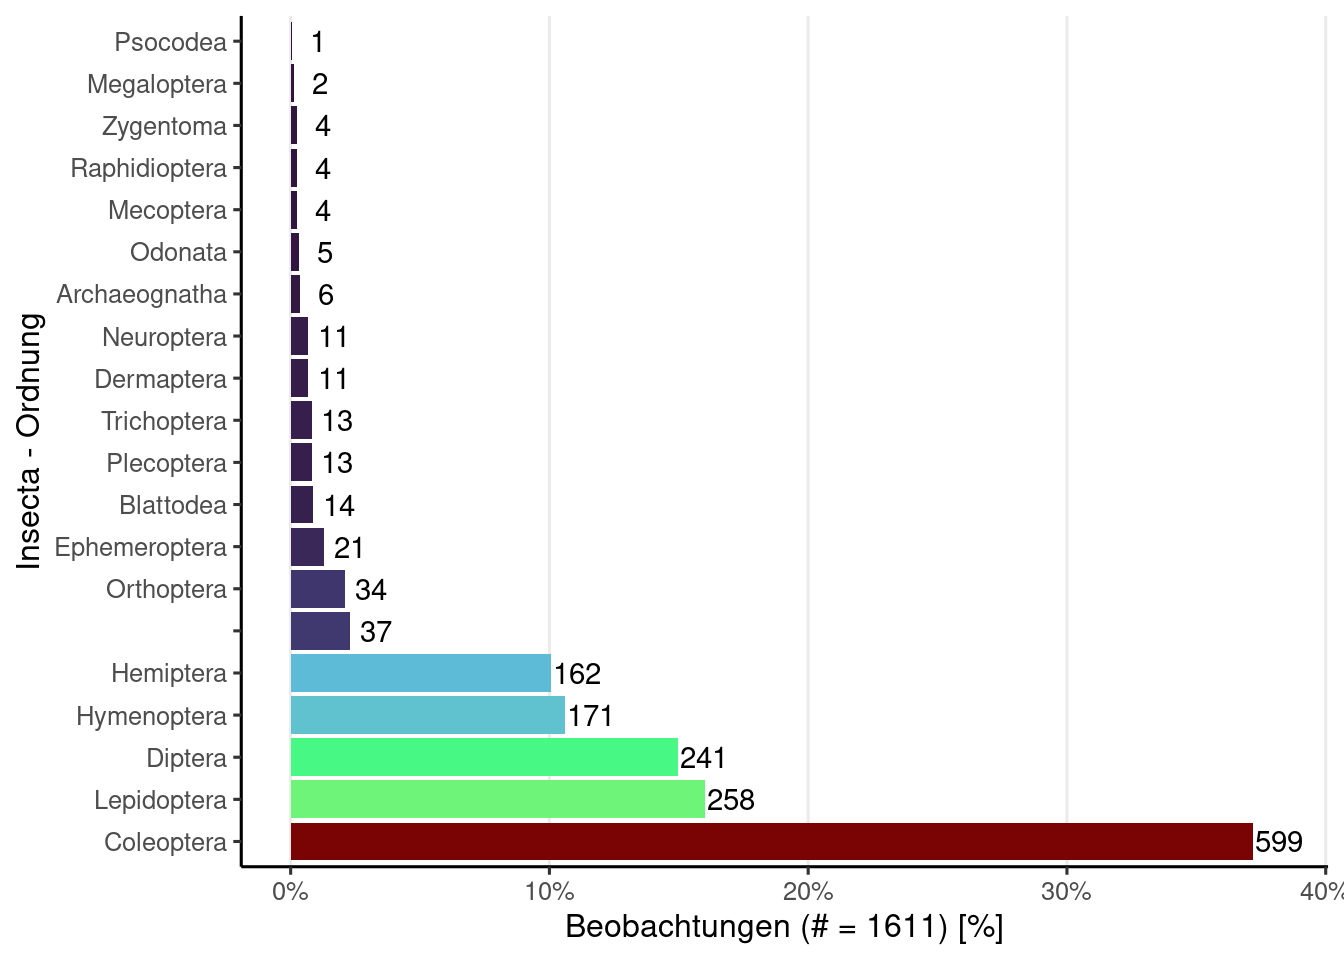 Insecta - Ordnung
Psocodea 1
Megaloptera 2
Zygentoma 4
Raphidioptera 4
Mecoptera 4
Odonata 5
Archaeognatha 6
Neuroptera 11
Dermaptera 11
Trichoptera 13
Plecoptera 13
Blattodea 14
Ephemeroptera 21
Orthoptera 34
37
Hemiptera 162
Hymenoptera 171
Diptera 241
Lepidoptera 258
Coleoptera 599
0% 10% 20% 30% 40%
Beobachtungen (# = 1611) [%]